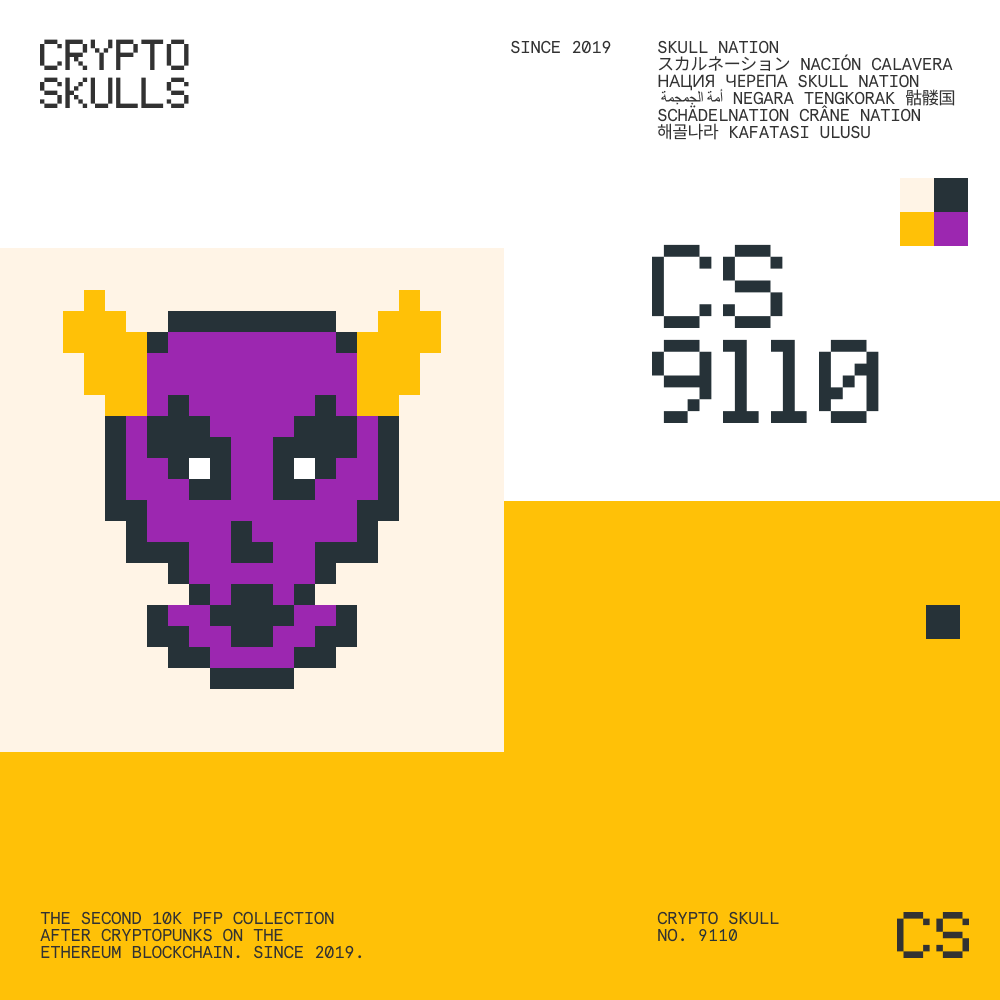 CRYPTO
SKULLS
SINCE 2019
SKULL NATION
スカルネーション NACIÓN CALAVERA
НАЦИЯ ЧЕРЕПА SKULL NATION
أمة الجمجمة NEGARA TENGKORAK 骷髅国
SCHÄDELNATION CRÂNE NATION
해골나라 KAFATASI ULUSU
CS
9110
THE SECOND 10K PFP COLLECTION
AFTER CRYPTOPUNKS ON THE
ETHEREUM BLOCKCHAIN. SINCE 2019.
CRYPTO SKULL
NO. 9110
CS